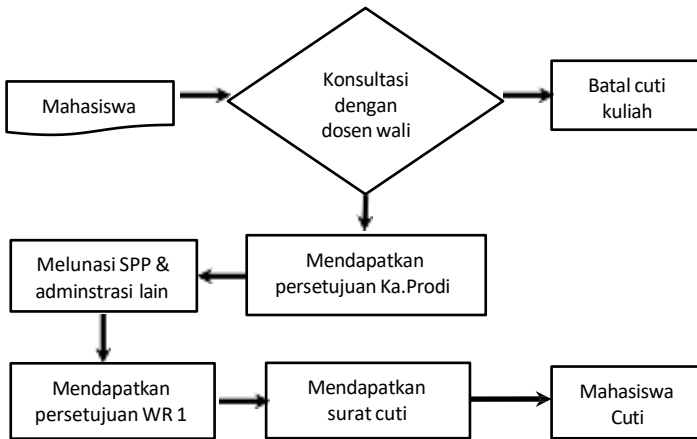 Mahasiswa
Konsultasi
dengan
dosen wali
Batal cuti
kuliah
Mendapatkan
persetujuan Ka.Prodi
Melunasi SPP &
adminstrasi lain
Mendapatkan
persetujuan WR 1
Mendapatkan
surat cuti
Mahasiswa
Cuti